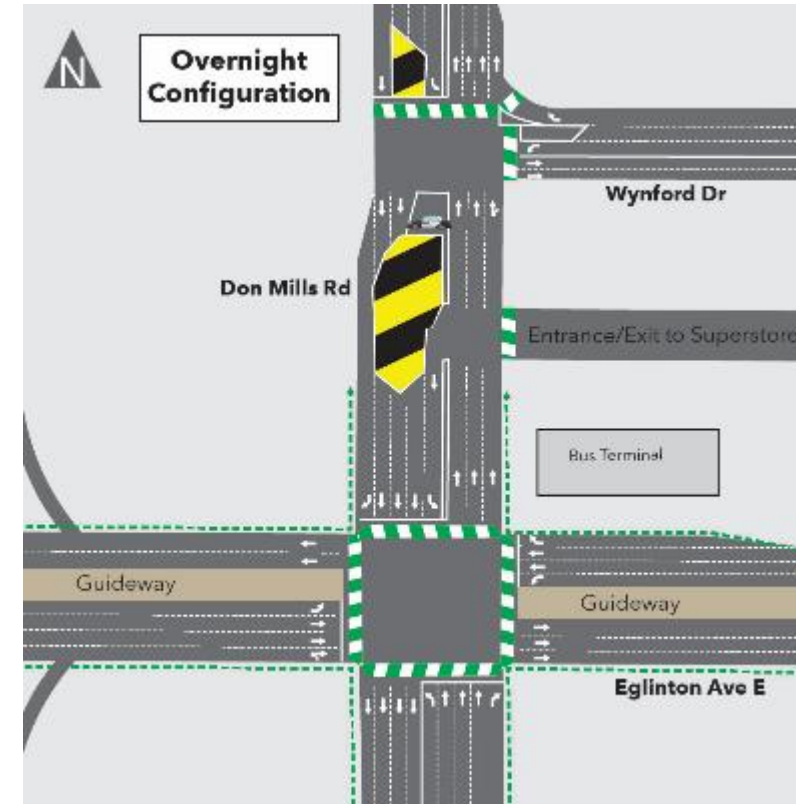 N
Overnight
Configuration
Wynford Dr
Don Mills Rd
Entrance/Exit to Superstore
Bus Terminal
Guideway
Guideway
Eglinton Ave E